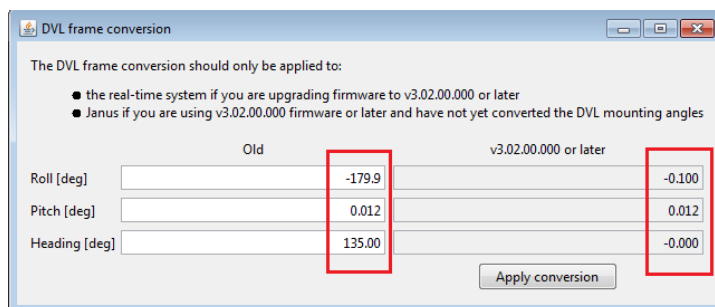 DVL frame conversion
The DVL frame conversion should only be applied to:
● the real-time system if you are upgrading firmware to v3.02.00.000 or later
● Janus if you are using v3.02.00.000 firmware or later and have not yet converted the DVL mounting angles
Old v3.02.00.000 or later
Roll [deg] -179.9 -0.100
Pitch [deg] 0.012 0.012
Heading [deg] 135.00 -0.000
Apply conversion